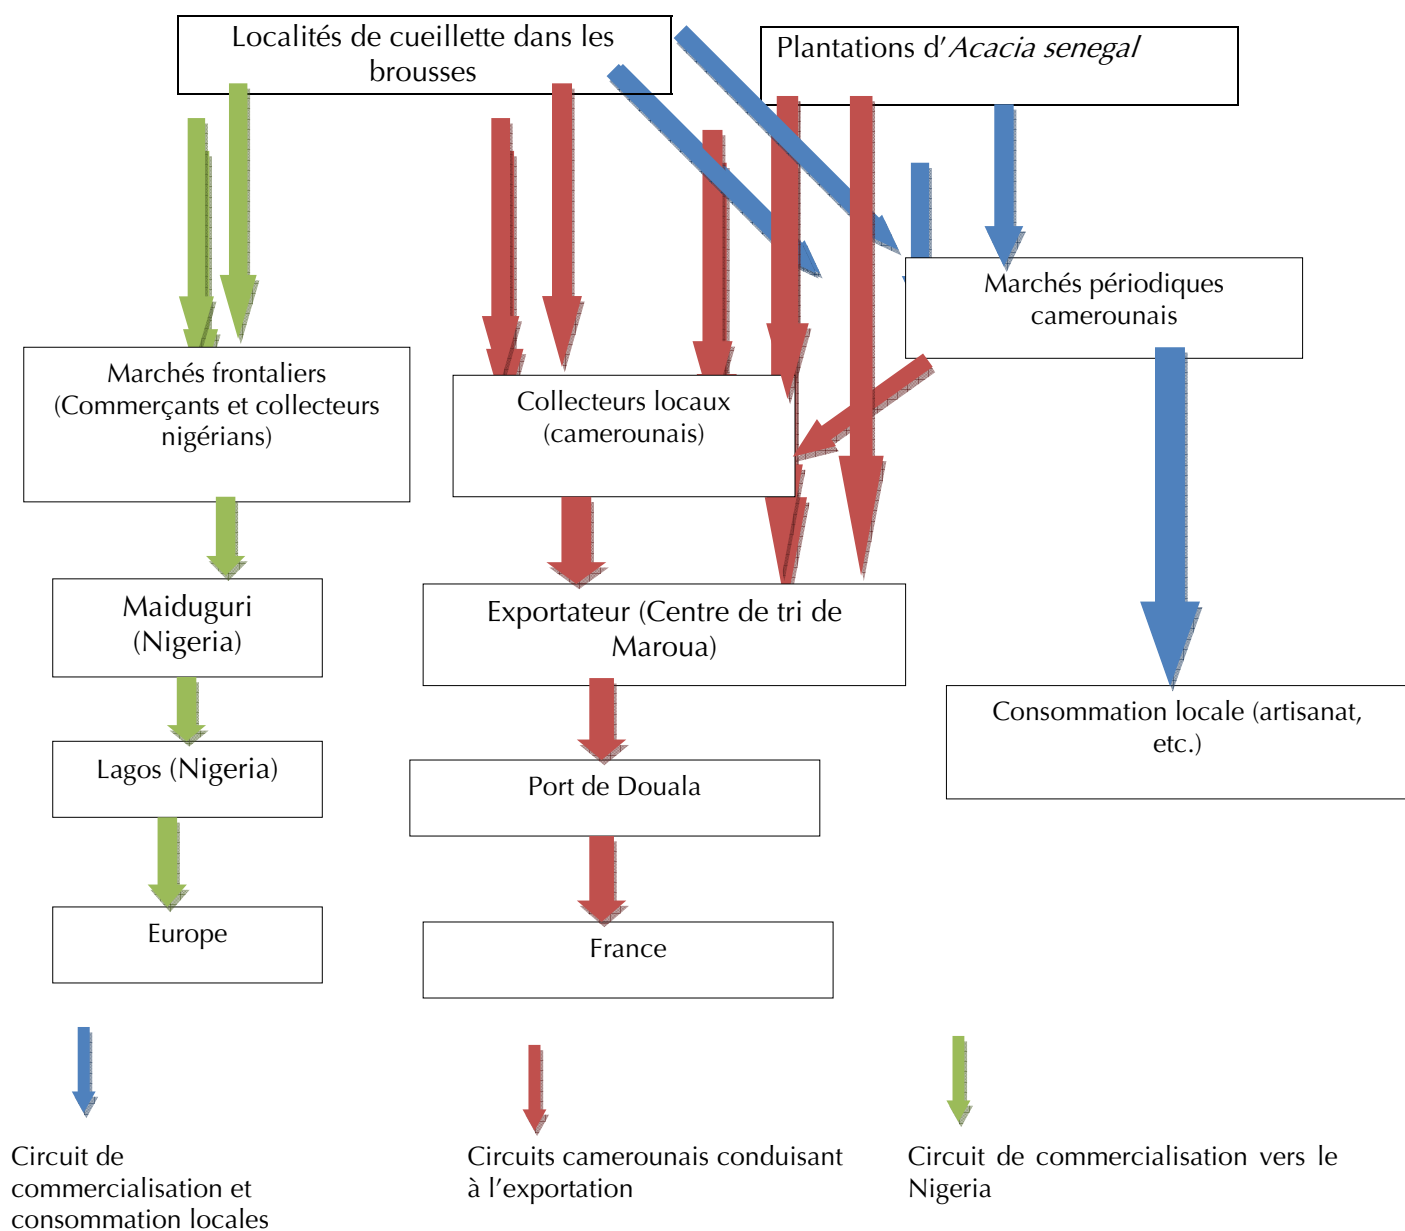 Localités de cueillette dans les
brousses
Plantations d’Acacia senegal
Marchés périodiques
camerounais
Marchés frontaliers
(Commerçants et collecteurs
nigérians)
Collecteurs locaux
(camerounais)
Maiduguri
(Nigeria)
Exportateur (Centre de tri de
Maroua)
Consommation locale (artisanat,
etc.)
Lagos (Nigeria)
Port de Douala
Europe
France
Circuit de
commercialisation et
consommation locales
Circuits camerounais conduisant
à l’exportation
Circuit de commercialisation vers le
Nigeria